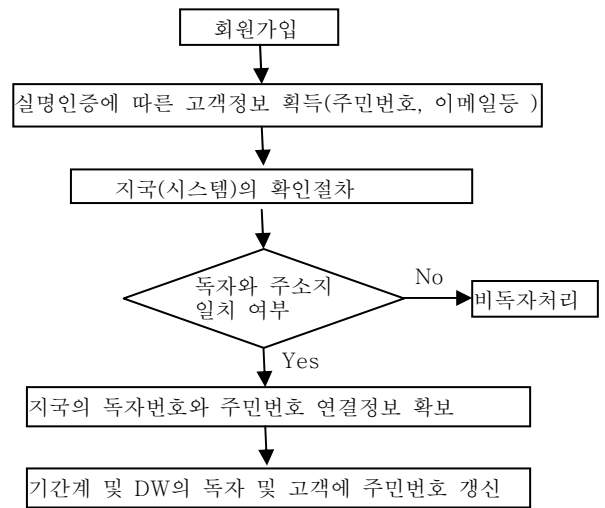 회원가입
실명인증에 따른 고객정보 획득(주민번호, 이메일등 )
지국(시스템)의 확인절차
독자와 주소지
일치 여부
No
비독자처리
Yes
지국의 독자번호와 주민번호 연결정보 확보
기간계 및 DW의 독자 및 고객에 주민번호 갱신